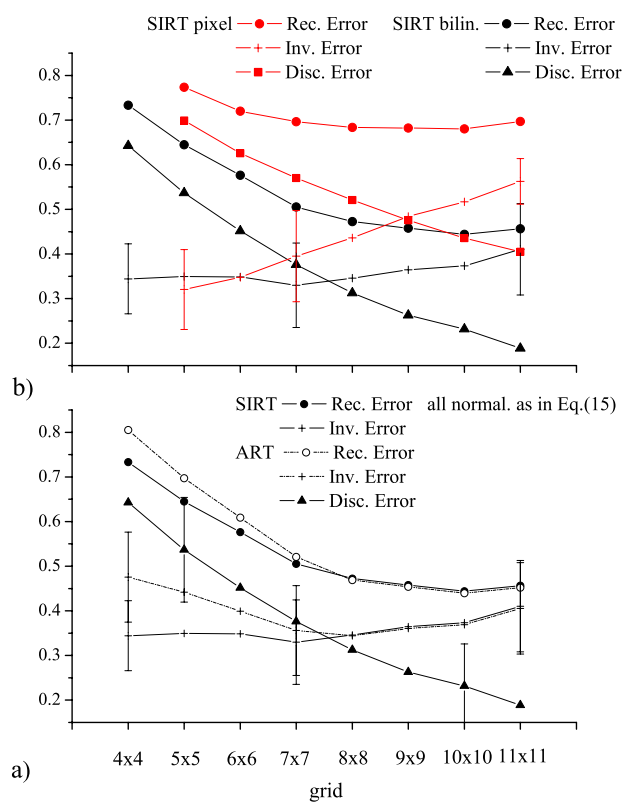 SIRT pixel Rec. Error SIRT bilin. Rec. Error
Inv. Error Inv. Error
Disc. Error Disc. Error
0.8
0.7
0.6
0.5
0.4
0.3
0.2
b)
SIRT Rec. Error all normal. as in Eq.(15)
Inv. Error
ART Rec. Error
Inv. Error
Disc. Error
0.8
0.7
0.6
0.5
0.4
0.3
0.2
a)
4x4 5x5 6x6 7x7 8x8 9x9 10x10 11x11
grid